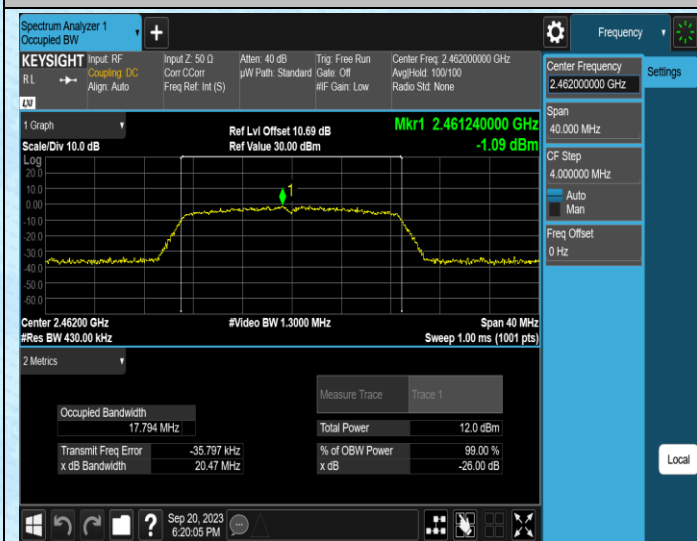 Spectrum Analyzer 1
Occupied BW
Frequency
KEYSIGHT
R L
LW
Input: RF
Coupling: DC
Align: Auto
Input Z: 50 Ω
Corr CCorr
Freq Ref: Int (S)
Atten: 40 dB
µW Path: Standard
Trig: Free Run
Gate: Off
#IF Gain: Low
Center Freq: 2.462000000 GHz
Avg|Hold: 100/100
Radio Std: None
Center Frequency
2.462000000 GHz
Settings
Span
40.000 MHz
CF Step
4.000000 MHz
Auto
Man
Freq Offset
0 Hz
Local
1 Graph
Scale/Div 10.0 dB
Ref Lvl Offset 10.69 dB
Ref Value 30.00 dBm
Mkr1 2.461240000 GHz
-1.09 dBm
Log
20.0
10.0
0.00
-10.0
-20.0
-30.0
-40.0
-50.0
-60.0
1
Center 2.46200 GHz
#Res BW 430.00 kHz
#Video BW 1.3000 MHz
Span 40 MHz
Sweep 1.00 ms (1001 pts)
2 Metrics
Measure Trace
Trace 1
Occupied Bandwidth
17.794 MHz
Total Power
12.0 dBm
Transmit Freq Error
-35.797 kHz
% of OBW Power
99.00 %
x dB Bandwidth
20.47 MHz
x dB
-26.00 dB
Sep 20, 2023
6:20:05 PM